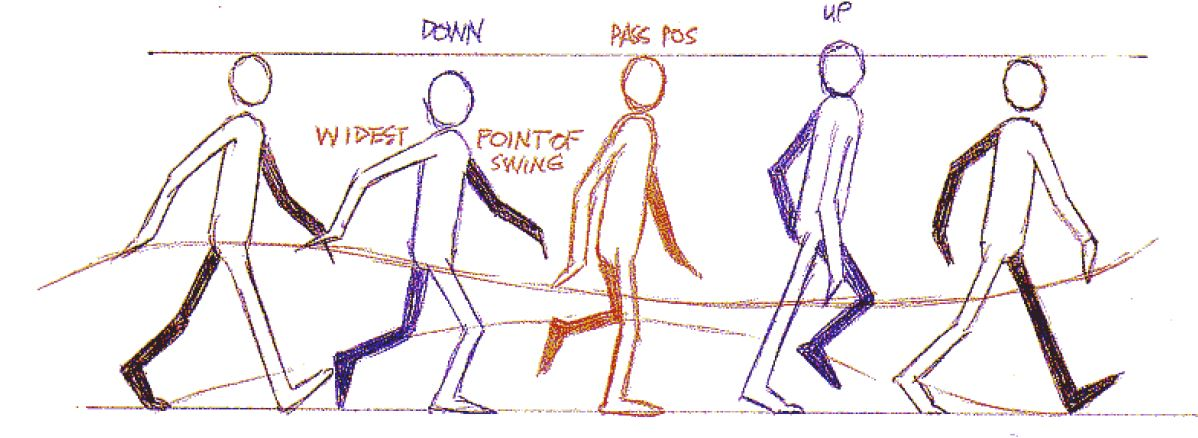 DOWN
PASS POS
UP
WIDEST
POINT OF
SWING